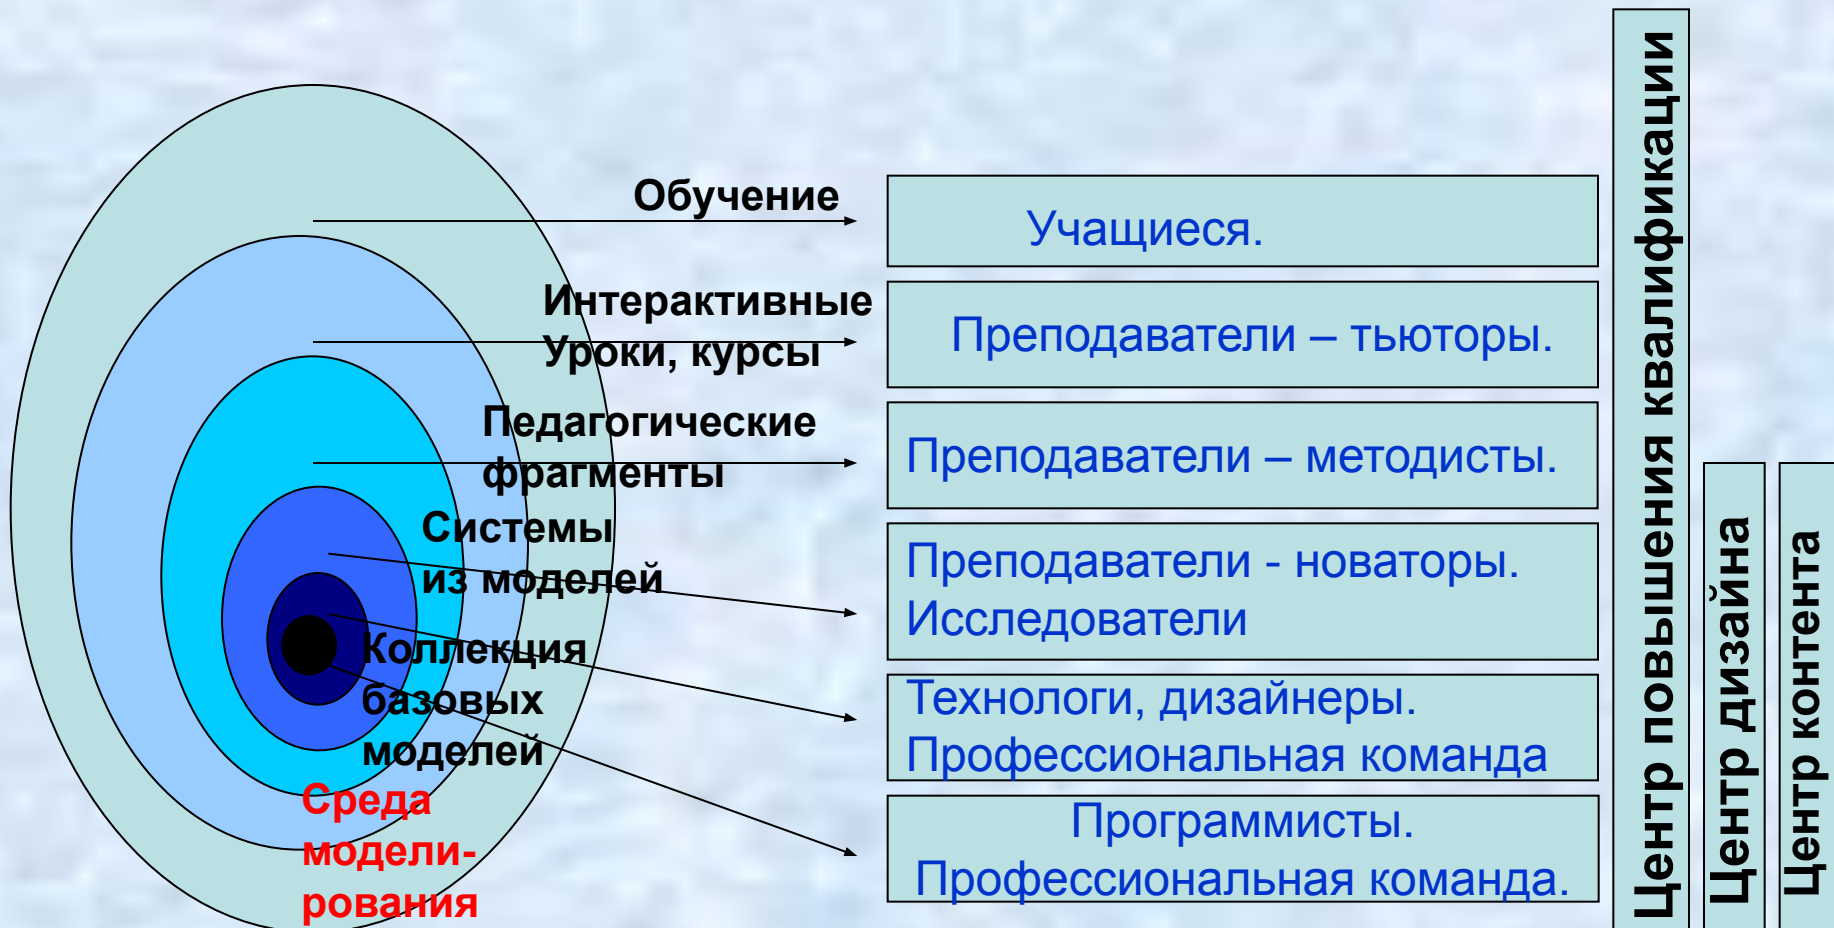 Обучение
Учащиеся.
Интерактивные
Уроки, курсы
Преподаватели – тьюторы.
Педагогические
фрагменты
Преподаватели – методисты.
Системы
из моделей
Преподаватели - новаторы.
Исследователи
Коллекция
базовых
моделей
Технологи, дизайнеры.
Профессиональная команда
Среда
модели-
рования
Программисты.
Профессиональная команда.
Центр повышения квалификации
Центр дизайна
Центр контента